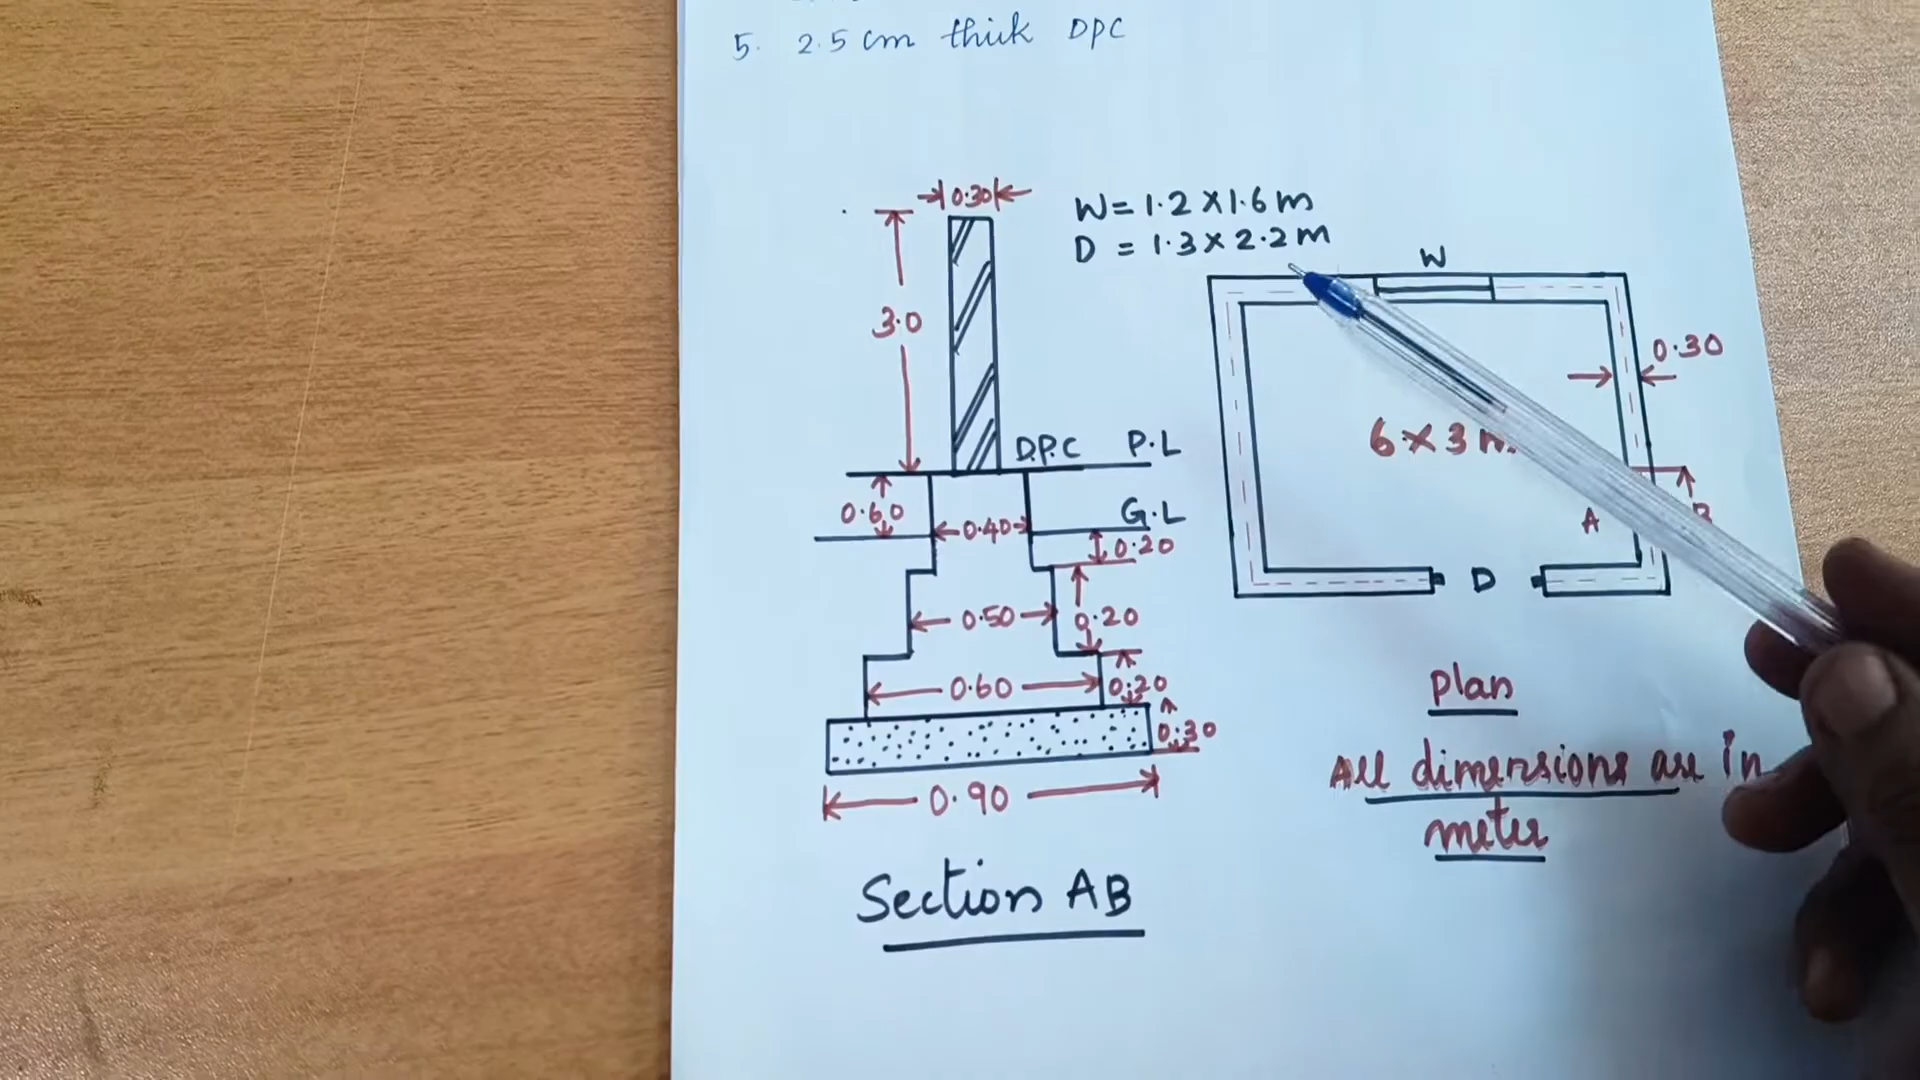 5. 2.5 cm thick DPC
0.30
W = 1.2 X 1.6 m
D = 1.3 X 2.2 m
W
3.0
0.30
6 X 3 m.
D.P.C P.L
0.60
0.40
G.L
0.20
A
D
0.50
0.20
0.60
0.20
0.30
0.90
Plan
All dimensions are in
meter
Section AB